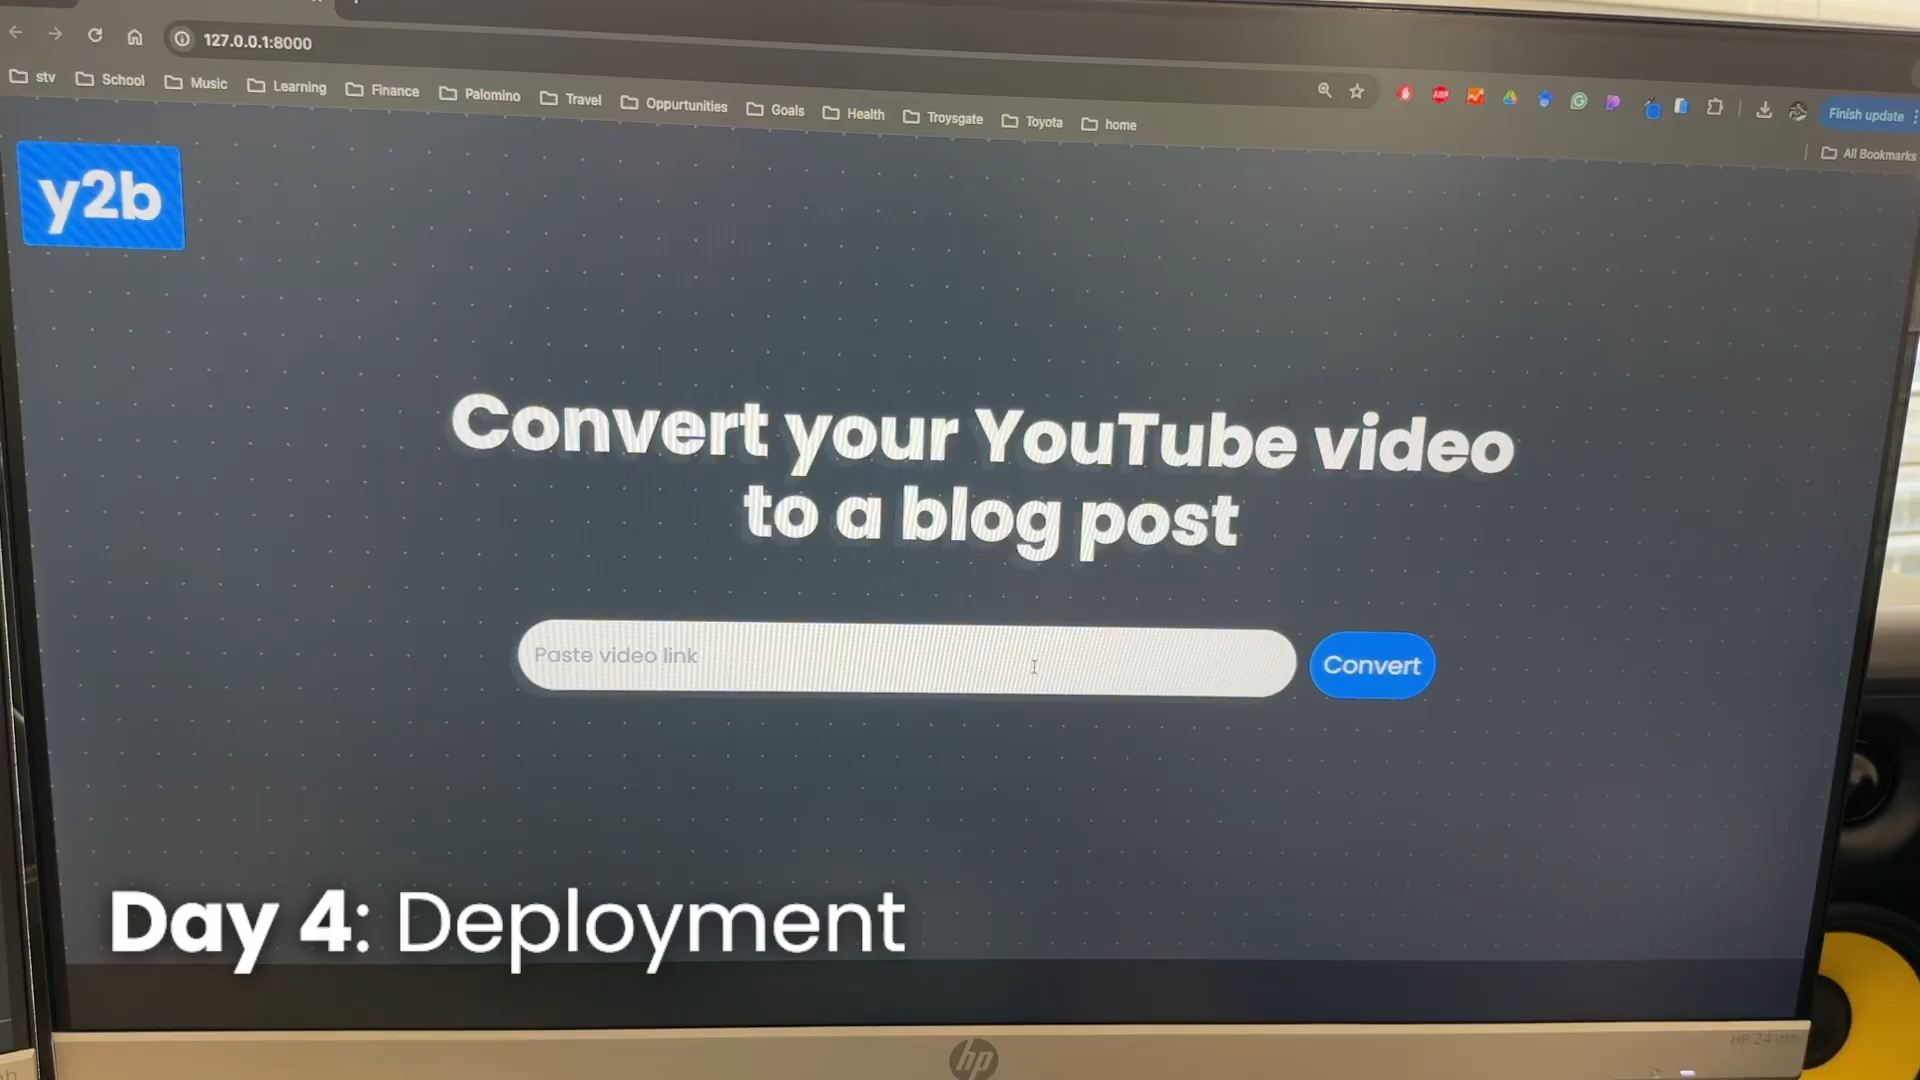 127.0.0.1:8000
stv School Music Learning Finance Palomino Travel Oppurtunities Goals Health Troysgate Toyota home
ABP
Finish update
All Bookmarks
y2b
Convert your YouTube video
to a blog post
Paste video link
Convert
Day 4: Deployment
hp